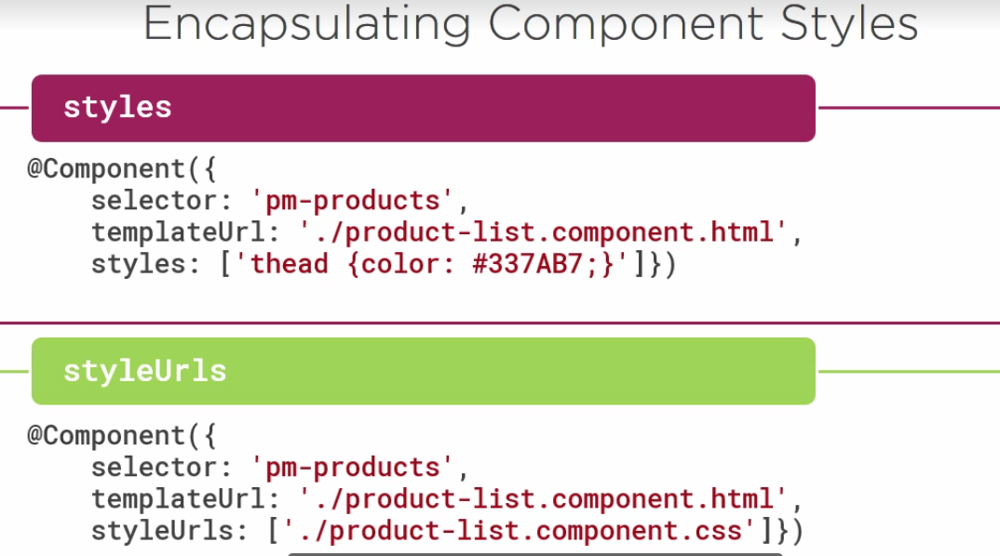 Encapsulating Component Styles
styles
@Component({
    selector: 'pm-products',
    templateUrl: './product-list.component.html',
    styles: ['thead {color: #337AB7;}']})
styleUrls
@Component({
    selector: 'pm-products',
    templateUrl: './product-list.component.html',
    styleUrls: ['./product-list.component.css']})